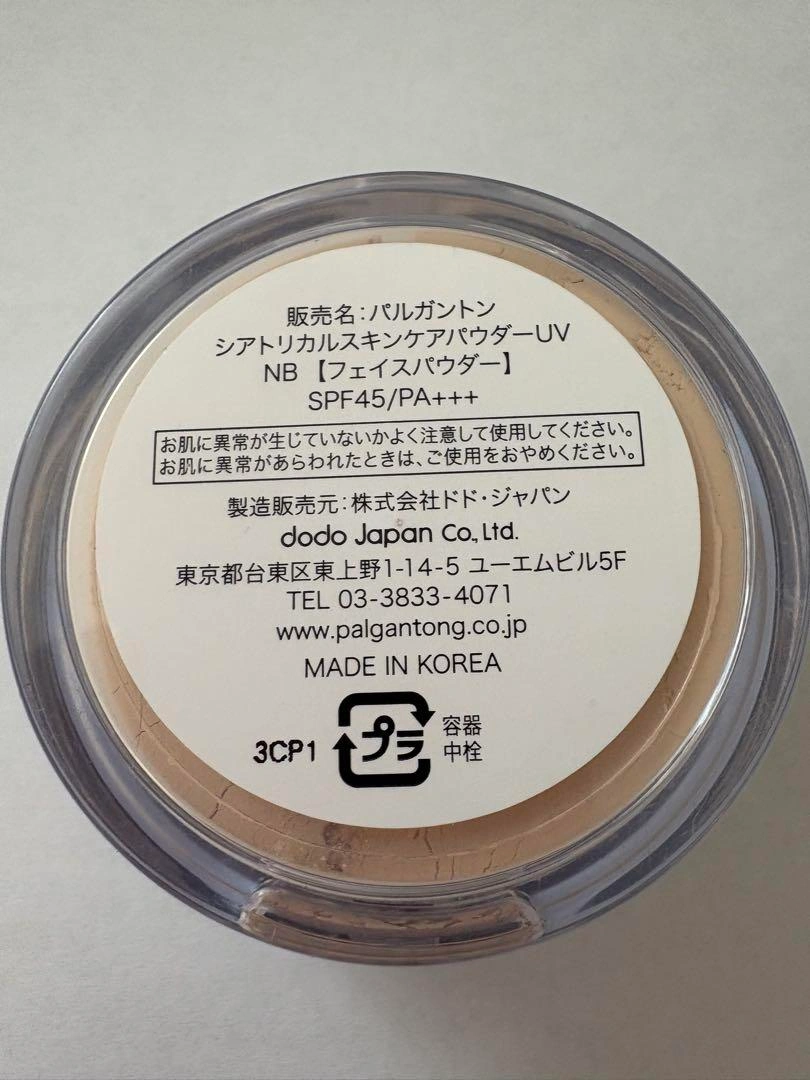 販売名:パルガントン
シアトリカルスキンケアパウダーUV
NB 【フェイスパウダー】
SPF45/PA+++
お肌に異常が生じていないかよく注意して使用してください。
お肌に異常があらわれたときは、ご使用をおやめください。
製造販売元:株式会社ドド・ジャパン
dodo Japan Co., Ltd.
東京都台東区東上野1-14-5 ユーエムビル5F
TEL 03-3833-4071
www.palgantong.co.jp
MADE IN KOREA
3CP1 プラ 容器
中栓